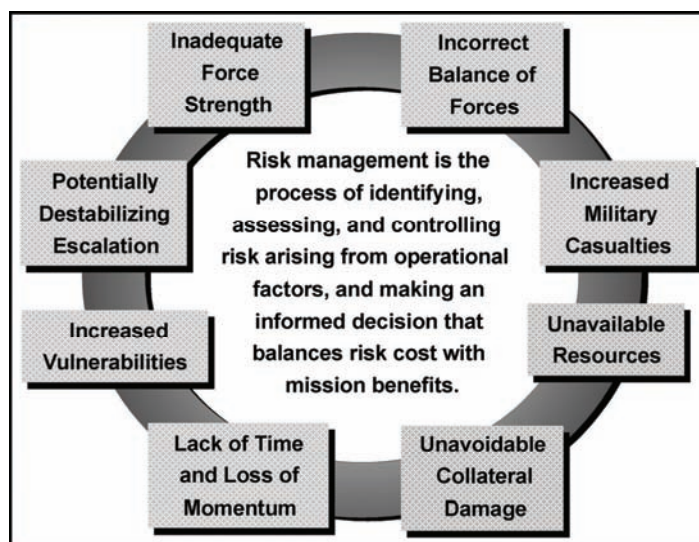 Inadequate
Force
Strength
Incorrect
Balance of
Forces
Potentially
Destabilizing
Escalation
Risk management is the
process of identifying,
assessing, and controlling
risk arising from operational
factors, and making an
informed decision that
balances risk cost with
mission benefits.
Increased
Military
Casualties
Increased
Vulnerabilities
Unavailable
Resources
Lack of Time
and Loss of
Momentum
Unavoidable
Collateral
Damage